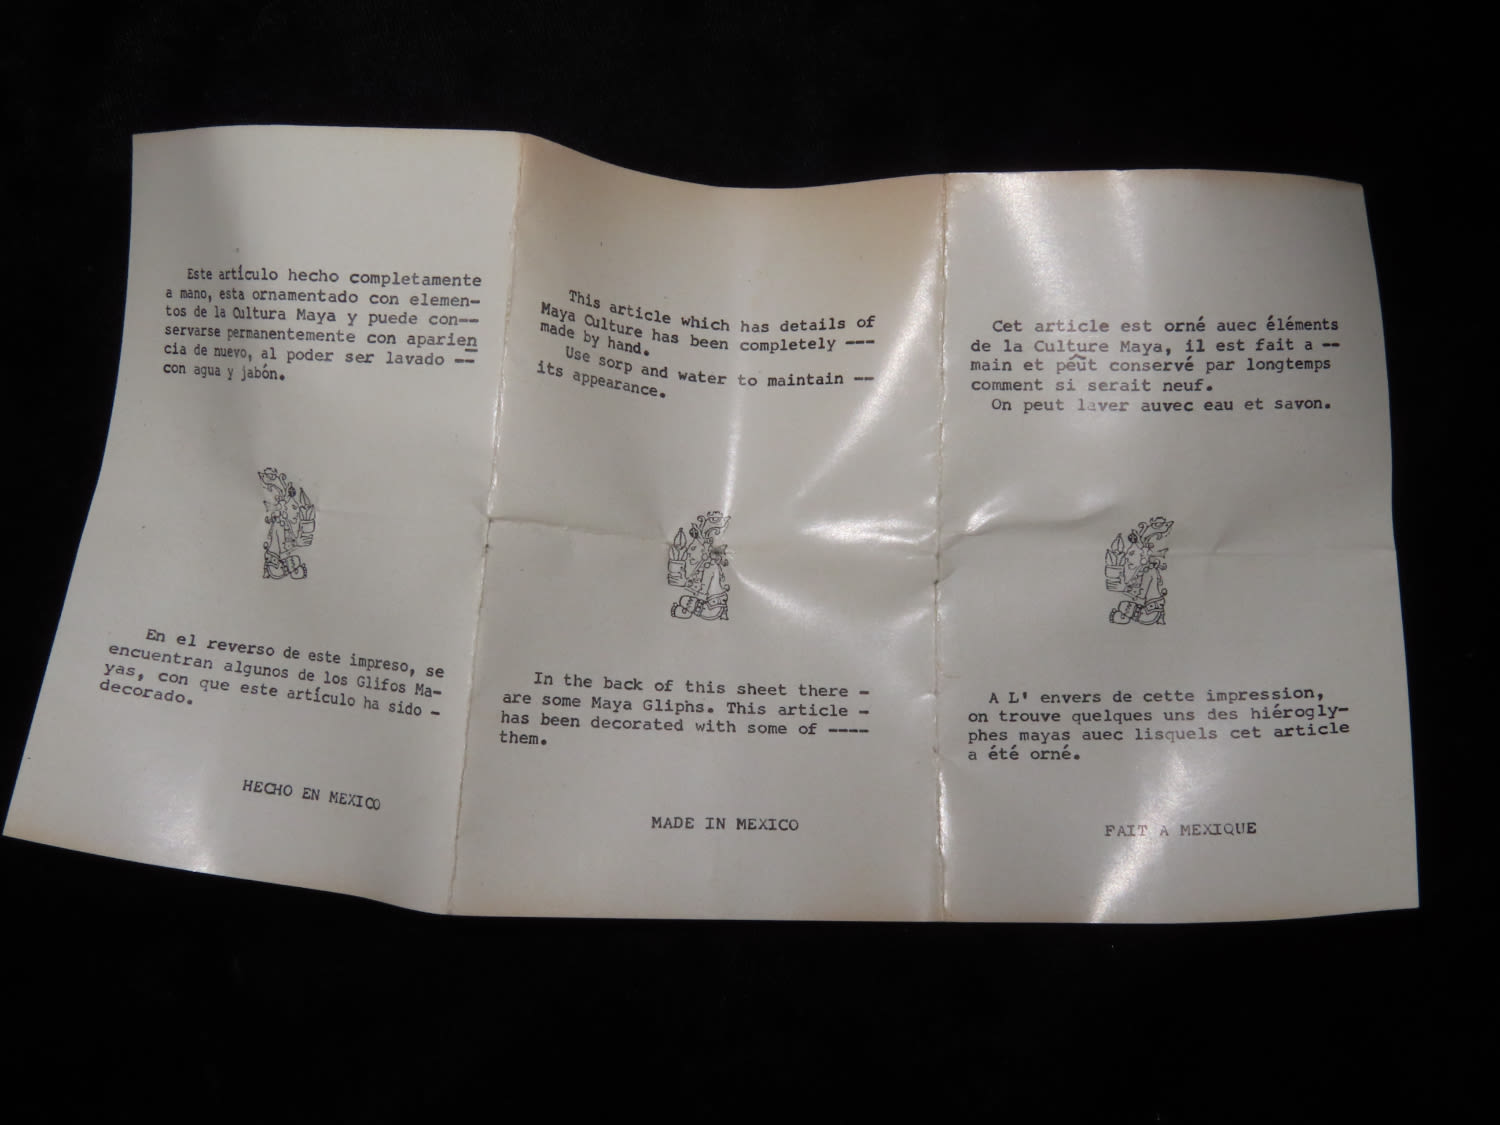 Este artículo hecho completamente
a mano, esta ornamentado con elemen-
tos de la Cultura Maya y puede con--
servarse permanentemente con aparien
cia de nuevo, al poder ser lavado --
con agua y jabón.
En el reverso de este impreso, se
encuentran algunos de los Glifos Ma-
yas, con que este artículo ha sido -
decorado.
HECHO EN MEXICO
This article which has details of
Maya Culture has been completely ---
made by hand.
Use sorp and water to maintain --
its appearance.
In the back of this sheet there -
are some Maya Gliphs. This article -
has been decorated with some of ----
them.
MADE IN MEXICO
Cet article est orné auec éléments
de la Culture Maya, il est fait a --
main et pêut conservé par longtemps
comment si serait neuf.
On peut laver auvec eau et savon.
A L' envers de cette impression,
on trouve quelques uns des hiérogly-
phes mayas auec lisquels cet article
a été orné.
FAIT A MEXIQUE